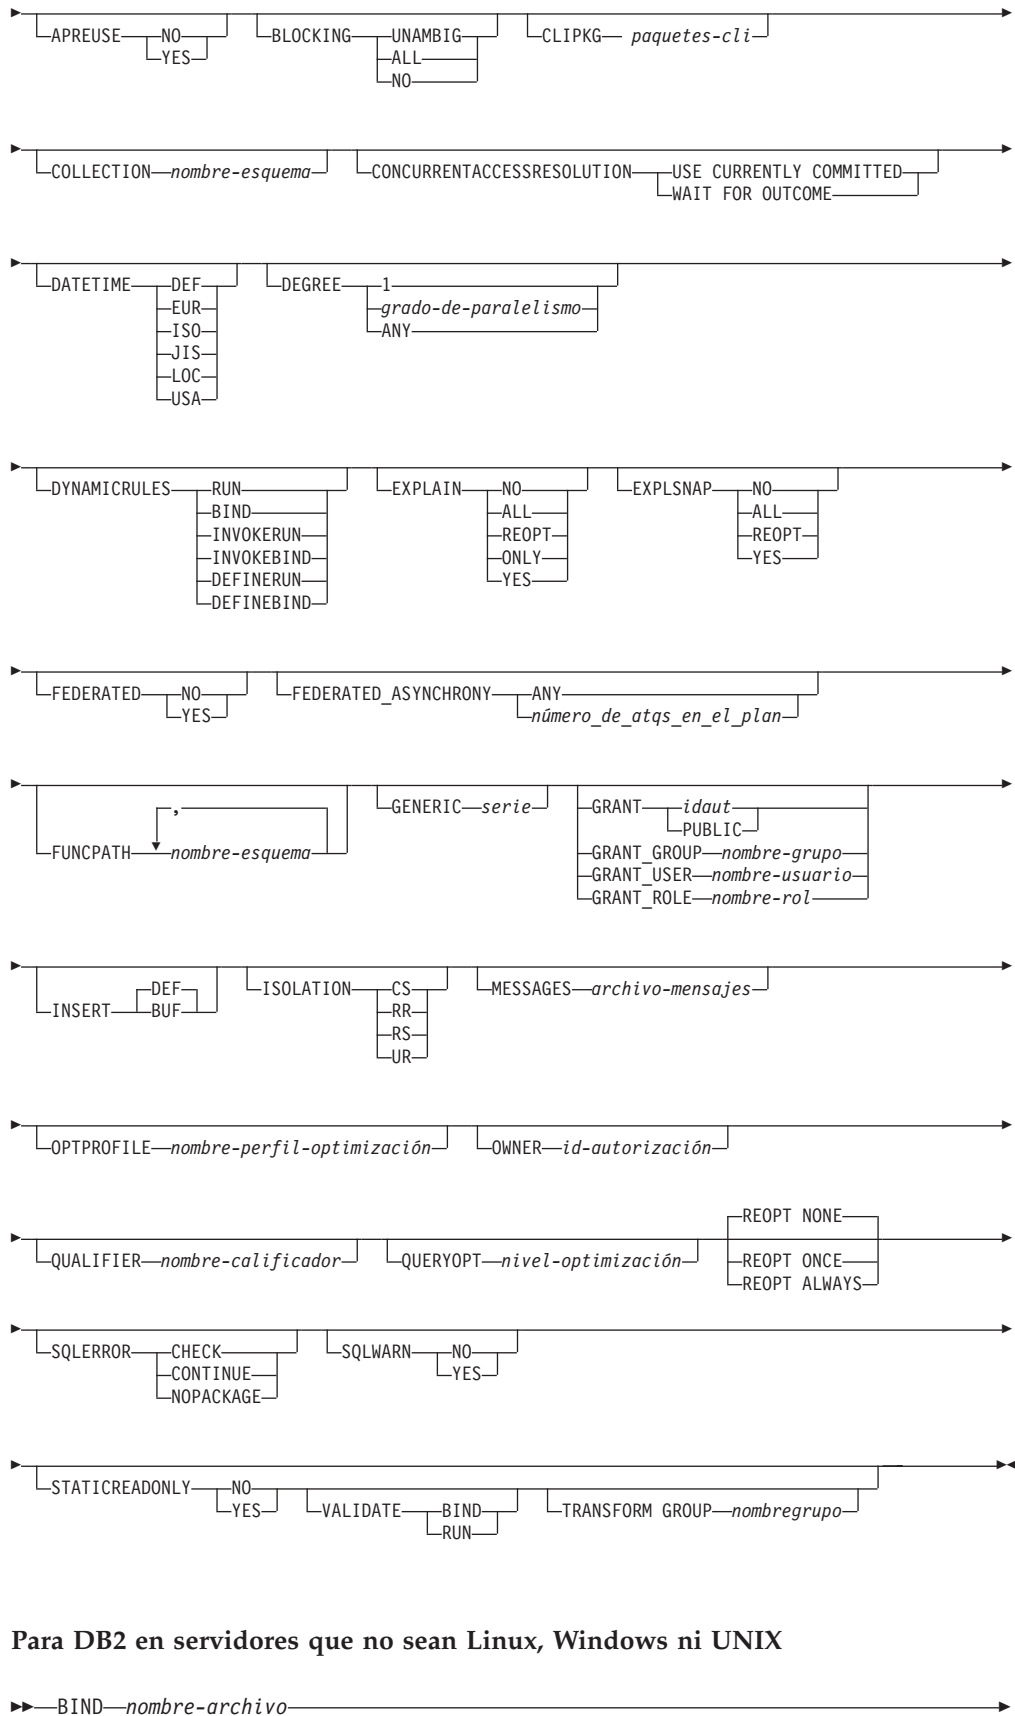 APREUSE NO BLOCKING UNAMBIG CLIPKG paquetes-cli
YES ALL
NO
COLLECTION nombre-esquema CONCURRENTACCESSRESOLUTION USE CURRENTLY COMMITTED
WAIT FOR OUTCOME
DATETIME DEF DEGREE 1
EUR grado-de-paralelismo
ISO ANY
JIS
LOC
USA
DYNAMICRULES RUN EXPLAIN NO EXPLSNAP NO
BIND ALL ALL
INVOKERUN REOPT REOPT
INVOKEBIND ONLY YES
DEFINERUN YES
DEFINEBIND
FEDERATED NO FEDERATED_ASYNCHRONY ANY
YES número_de_atqs_en_el_plan
GENERIC serie GRANT idaut
,
PUBLIC
FUNCPATH nombre-esquema GRANT_GROUP nombre-grupo
GRANT_USER nombre-usuario
GRANT_ROLE nombre-rol
DEF ISOLATION CS MESSAGES archivo-mensajes
INSERT BUF RR
RS
UR
OPTPROFILE nombre-perfil-optimización OWNER id-autorización
REOPT NONE
QUALIFIER nombre-calificador QUERYOPT nivel-optimización REOPT ONCE
REOPT ALWAYS
SQLERROR CHECK SQLWARN NO
CONTINUE YES
NOPACKAGE
STATICREADONLY NO
YES VALIDATE BIND TRANSFORM GROUP nombregrupo
RUN
Para DB2 en servidores que no sean Linux, Windows ni UNIX
BIND nombre-archivo